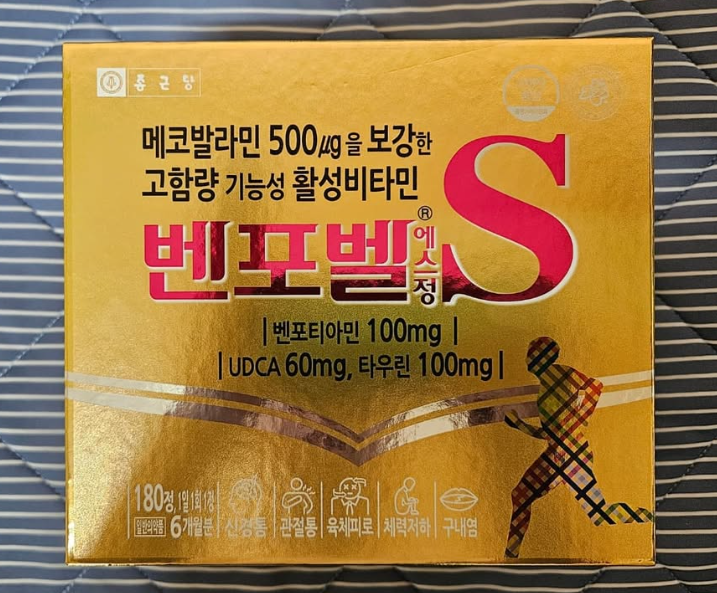 종근당
메코발라민 500㎍을 보강한
고함량 기능성 활성비타민
벤포벨® 에스정 S
| 벤포티아민 100mg |
| UDCA 60mg, 타우린 100mg |
180정 1일 1회 1정
일반의약품 6개월분
신경통 관절통 육체피로 체력저하 구내염